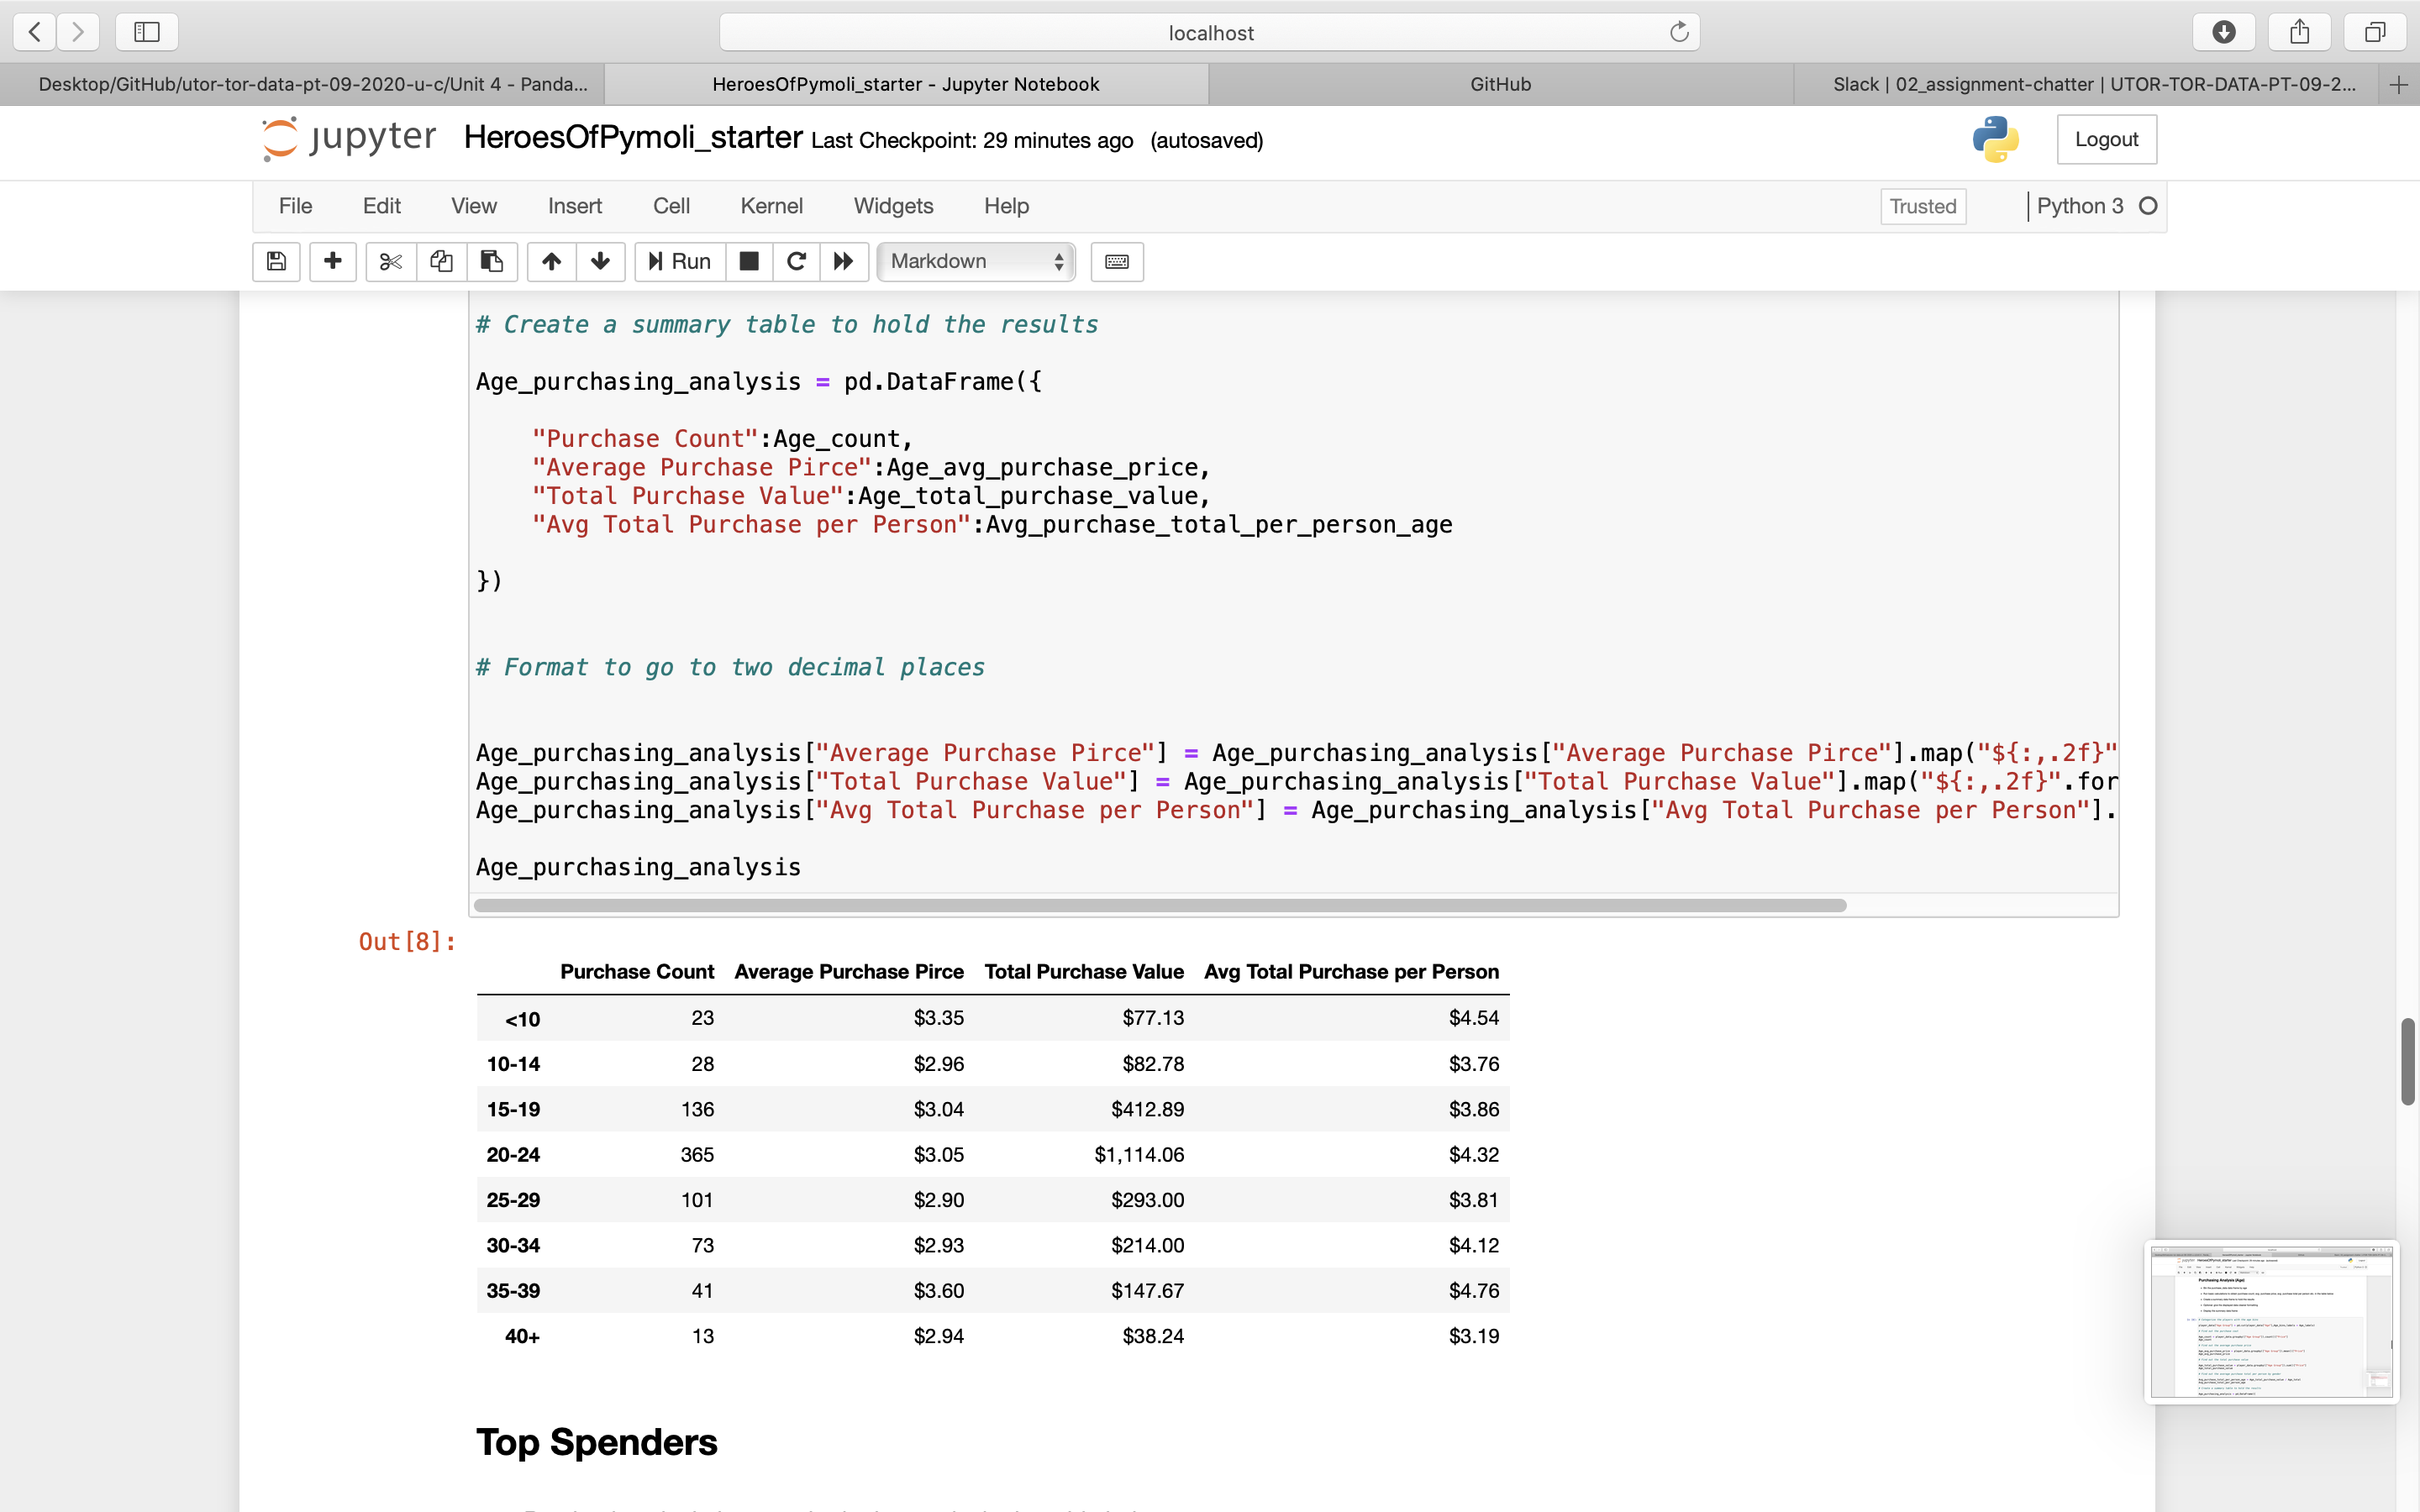 localhost
Desktop/GitHub/utor-tor-data-pt-09-2020-u-c/Unit 4 - Panda...
HeroesOfPymoli_starter - Jupyter Notebook
GitHub
Slack | 02_assignment-chatter | UTOR-TOR-DATA-PT-09-2...
jupyter HeroesOfPymoli_starter Last Checkpoint: 29 minutes ago (autosaved)
Logout
File Edit View Insert Cell Kernel Widgets Help
Trusted
Python 3
Run
Markdown
# Create a summary table to hold the results
Age_purchasing_analysis = pd.DataFrame({
"Purchase Count":Age_count,
"Average Purchase Pirce":Age_avg_purchase_price,
"Total Purchase Value":Age_total_purchase_value,
"Avg Total Purchase per Person":Avg_purchase_total_per_person_age
})
# Format to go to two decimal places
Age_purchasing_analysis["Average Purchase Pirce"] = Age_purchasing_analysis["Average Purchase Pirce"].map("${:,.2f}"
Age_purchasing_analysis["Total Purchase Value"] = Age_purchasing_analysis["Total Purchase Value"].map("${:,.2f}".for
Age_purchasing_analysis["Avg Total Purchase per Person"] = Age_purchasing_analysis["Avg Total Purchase per Person"].
Age_purchasing_analysis
Out[8]:
Purchase Count Average Purchase Pirce Total Purchase Value Avg Total Purchase per Person
<10 23 $3.35 $77.13 $4.54
10-14 28 $2.96 $82.78 $3.76
15-19 136 $3.04 $412.89 $3.86
20-24 365 $3.05 $1,114.06 $4.32
25-29 101 $2.90 $293.00 $3.81
30-34 73 $2.93 $214.00 $4.12
35-39 41 $3.60 $147.67 $4.76
40+ 13 $2.94 $38.24 $3.19
Top Spenders